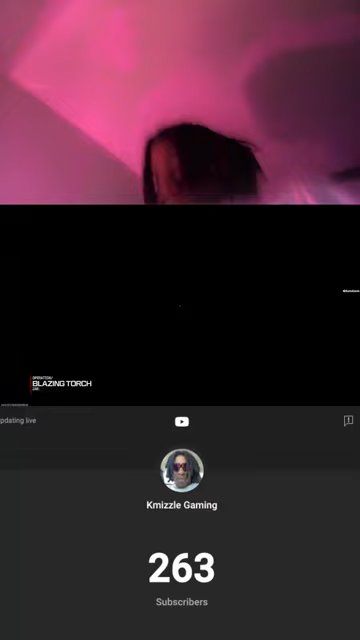 OPERATION/
BLAZING TORCH
pdating live
Kmizzle Gaming
263
Subscribers